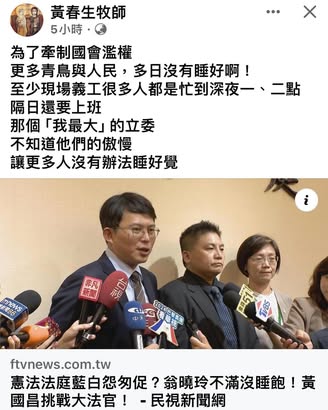 黃春生牧師
5小時・
為了牽制國會濫權
更多青鳥與人民，多日沒有睡好啊！
至少現場義工很多人都是忙到深夜一、二點
隔日還要上班
那個「我最大」的立委
不知道他們的傲慢
讓更多人沒有辦法睡好覺
ftvnews.com.tw
憲法法庭藍白怨匆促？翁曉玲不滿沒睡飽！黃
國昌挑戰大法官！ - 民視新聞網